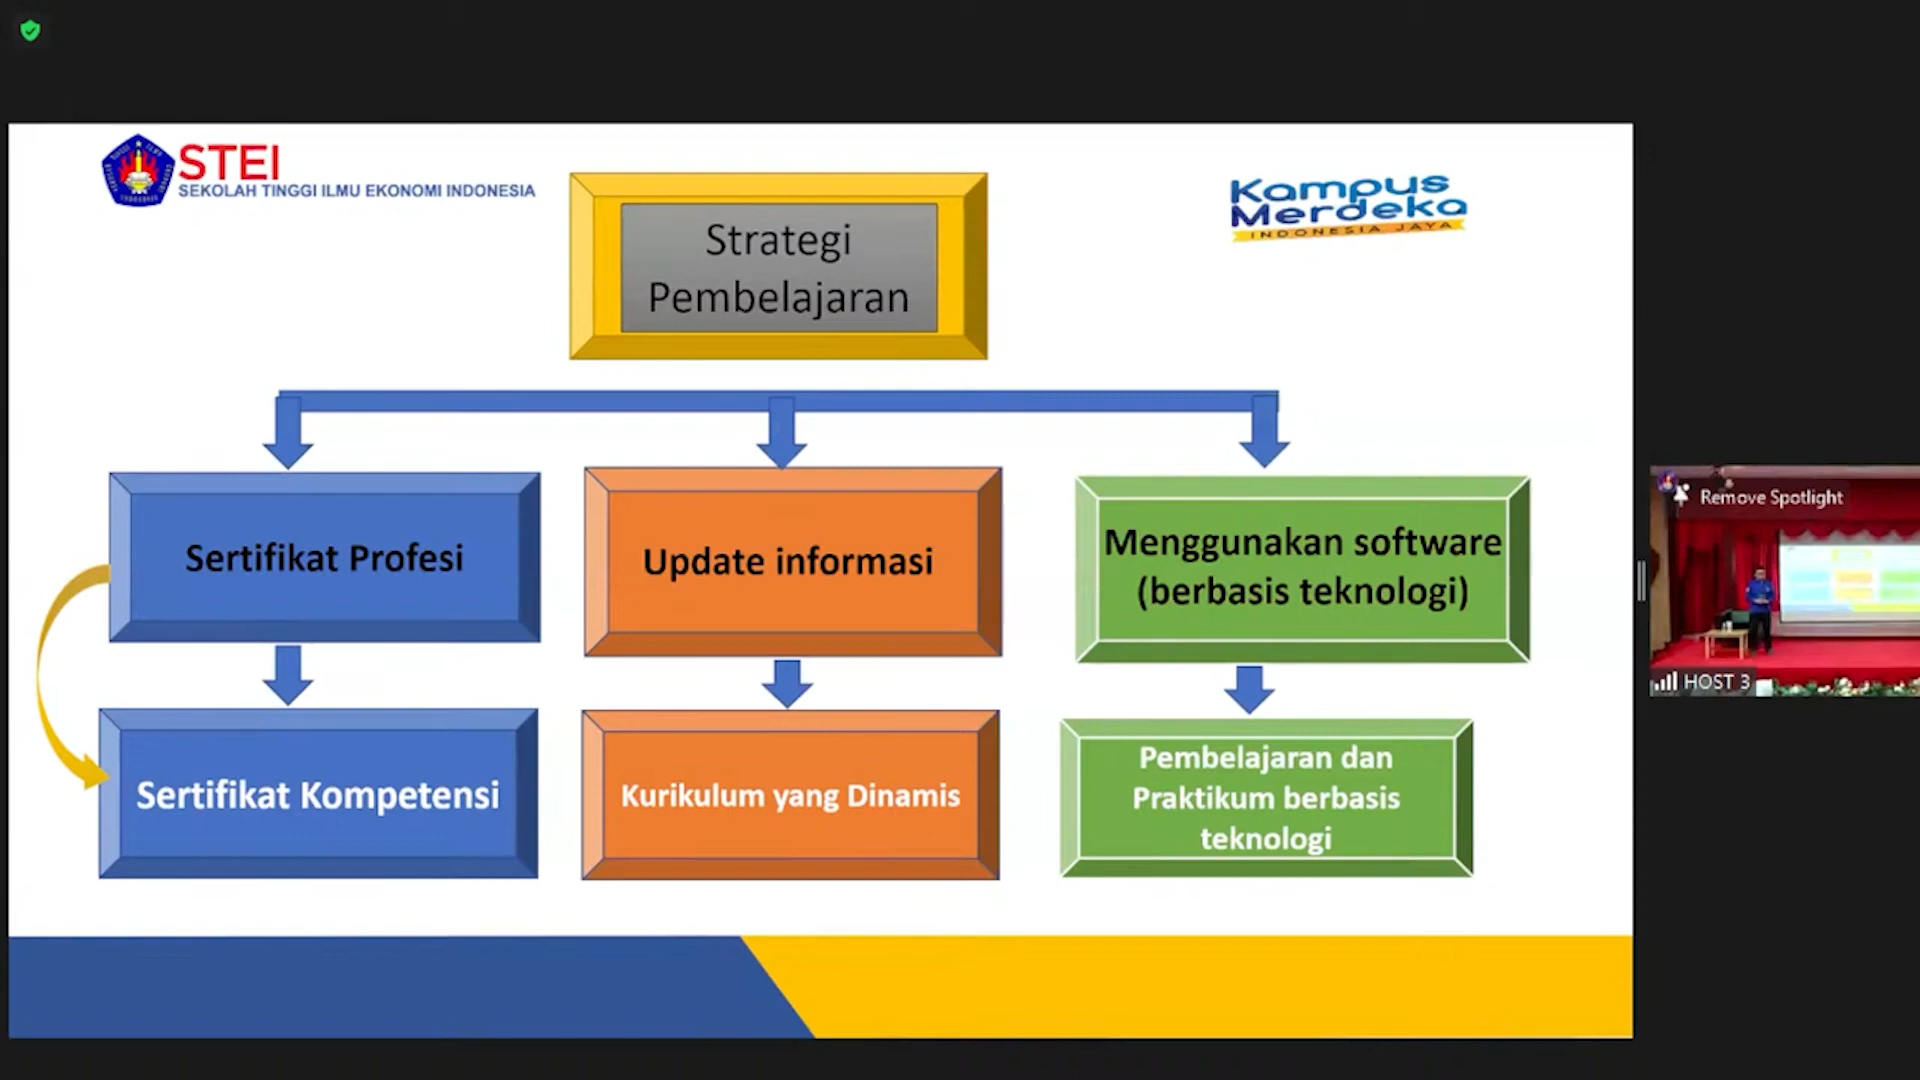 STEI
SEKOLAH TINGGI ILMU EKONOMI INDONESIA
Kampus
Merdeka
INDONESIA JAYA
Strategi
Pembelajaran
Sertifikat Profesi
Update informasi
Menggunakan software
(berbasis teknologi)
Sertifikat Kompetensi
Kurikulum yang Dinamis
Pembelajaran dan
Praktikum berbasis
teknologi
Remove Spotlight
HOST 3